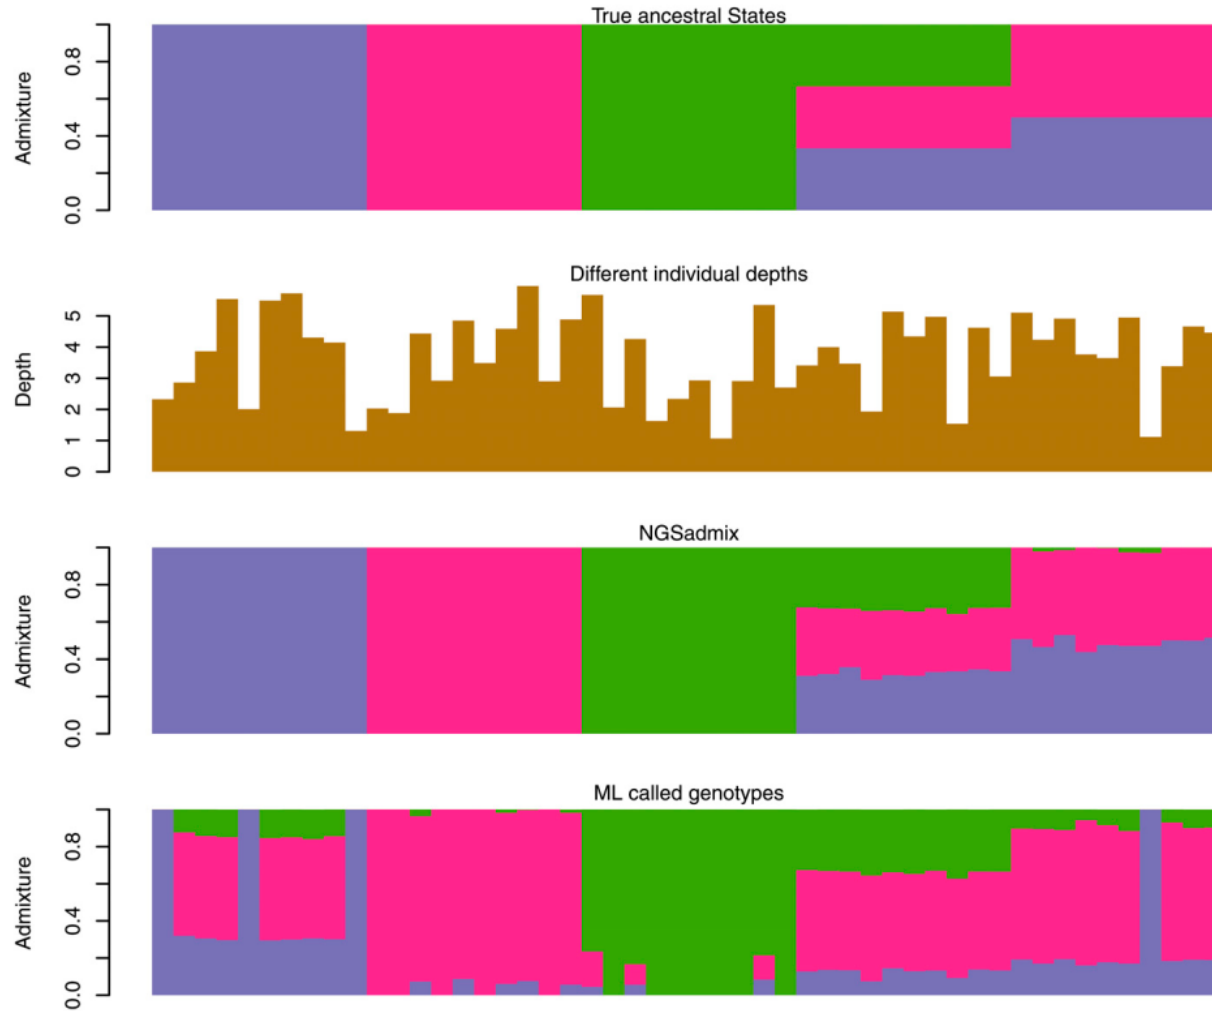 True ancestral States
Admixture
0.8
0.4
0.0
Different individual depths
Depth
5
4
3
2
1
0
NGSadmix
Admixture
0.8
0.4
0.0
ML called genotypes
Admixture
0.8
0.4
0.0